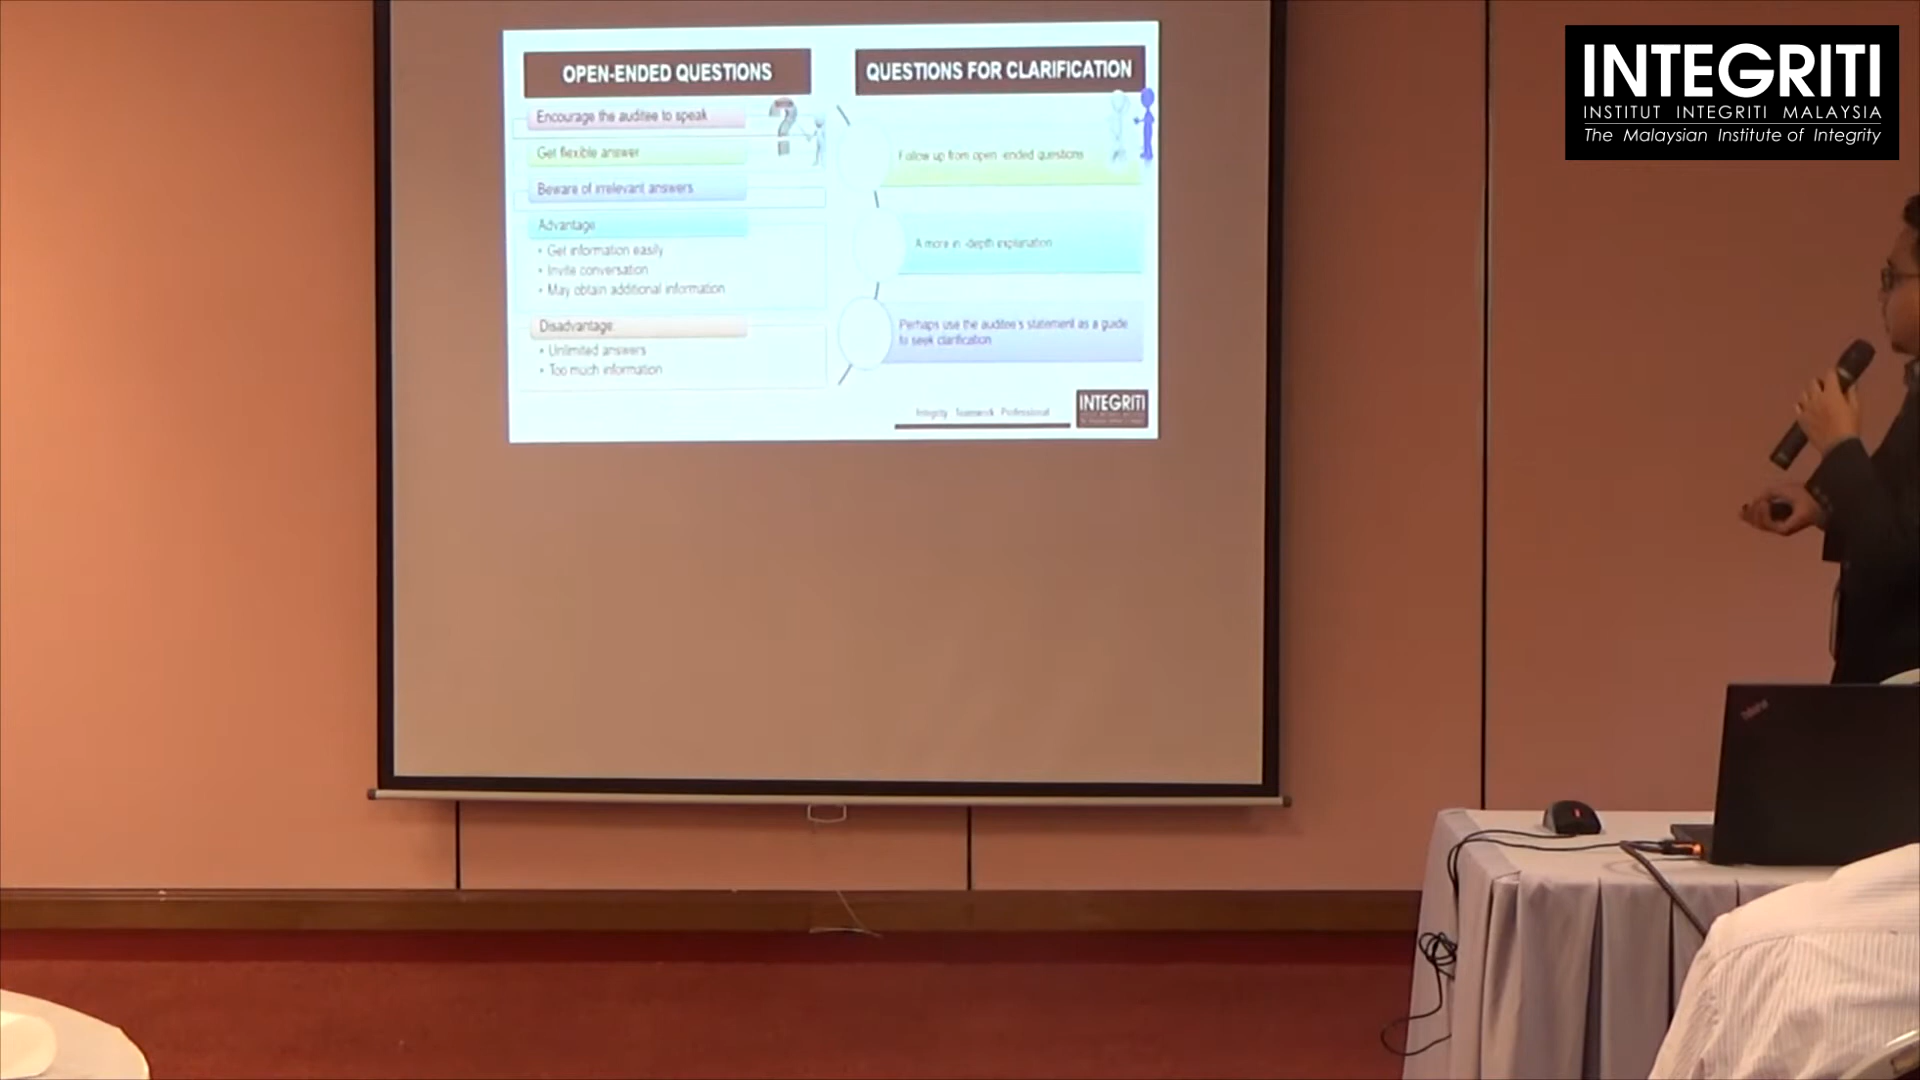 OPEN-ENDED QUESTIONS
Encourage the auditee to speak
Get flexible answer
Beware of irrelevant answers
Advantage
• Get information easily
• Invite conversation
• May obtain additional information
Disadvantage:
• Unlimited answers
• Too much information
QUESTIONS FOR CLARIFICATION
Follow up from open -ended questions
A more in -depth explanation
Perhaps use the auditee's statement as a guide
to seek clarification
Integrity Teamwork Professional
INTEGRITI
INTEGRITI
INSTITUT INTEGRITI MALAYSIA
The Malaysian Institute of Integrity